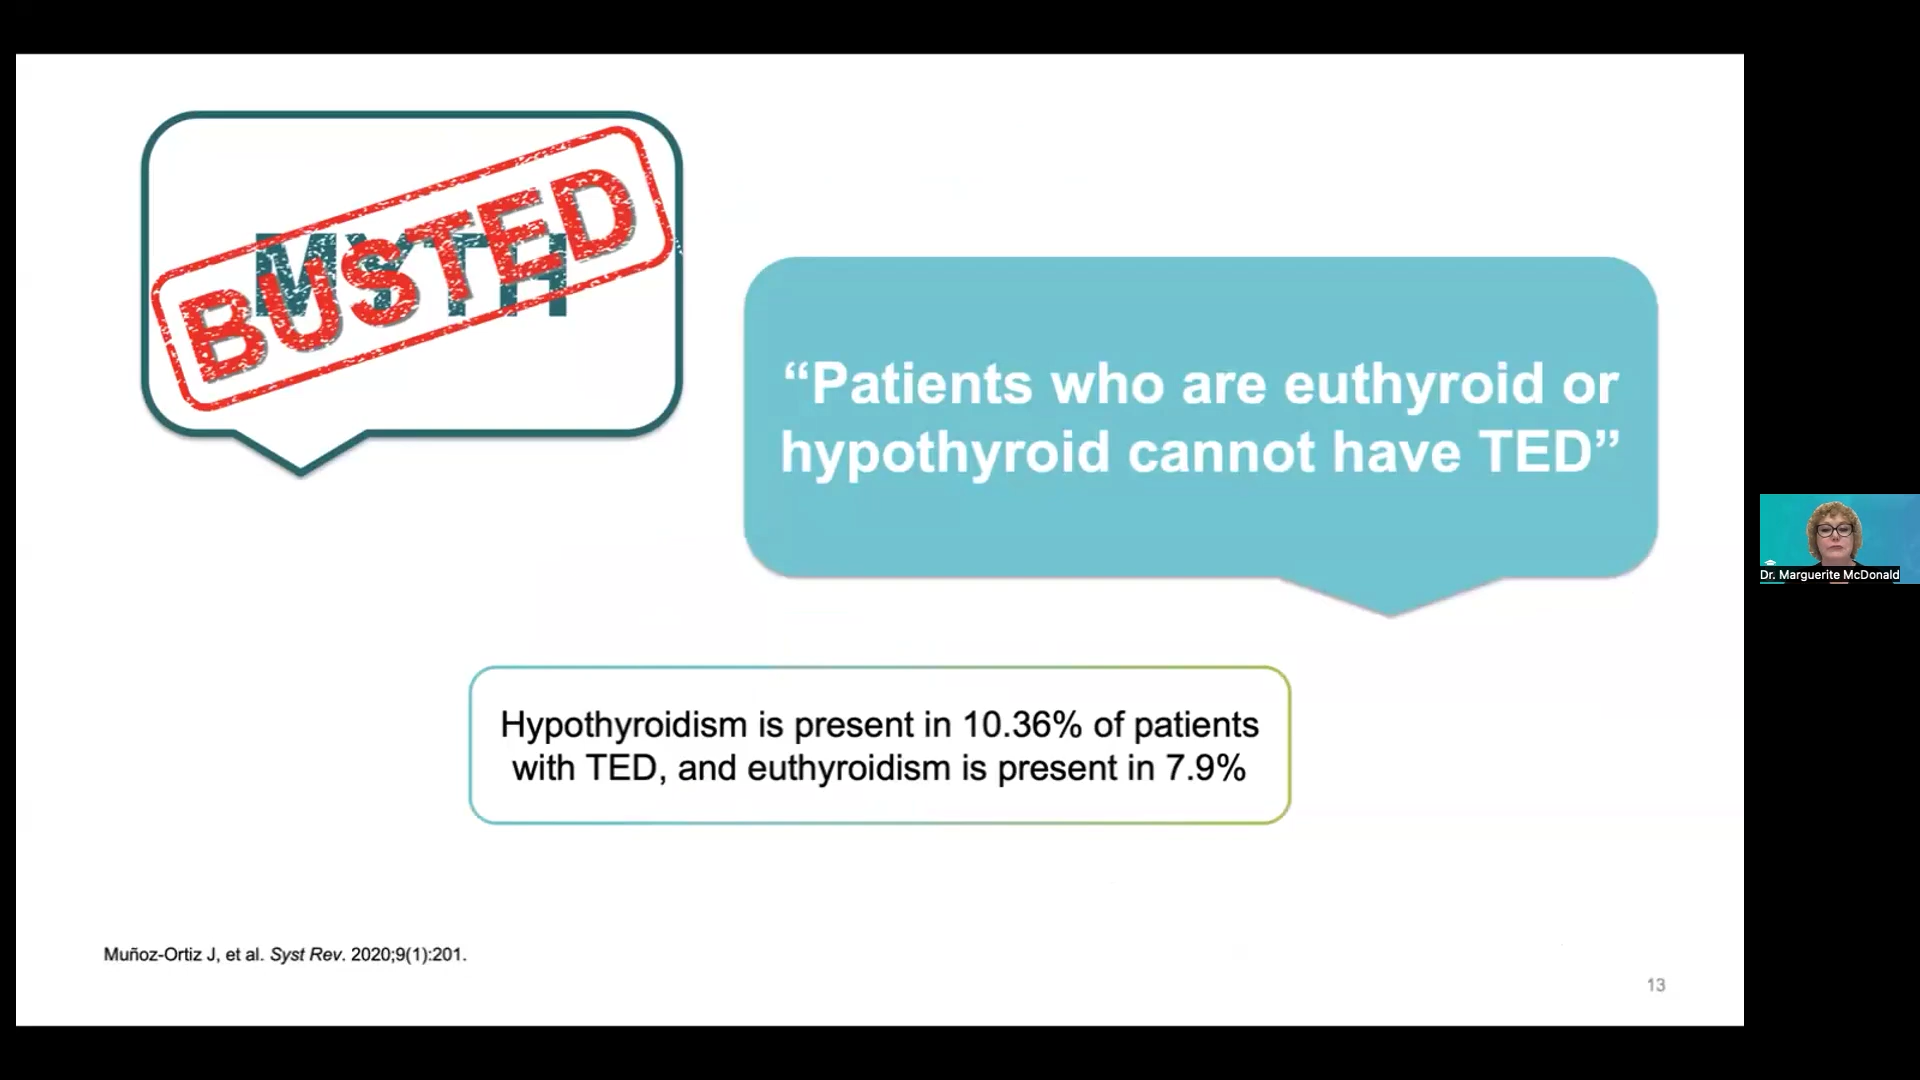 MYTH
BUSTED
“Patients who are euthyroid or
hypothyroid cannot have TED”
Hypothyroidism is present in 10.36% of patients
with TED, and euthyroidism is present in 7.9%
Muñoz-Ortiz J, et al. Syst Rev. 2020;9(1):201.
13
Dr. Marguerite McDonald